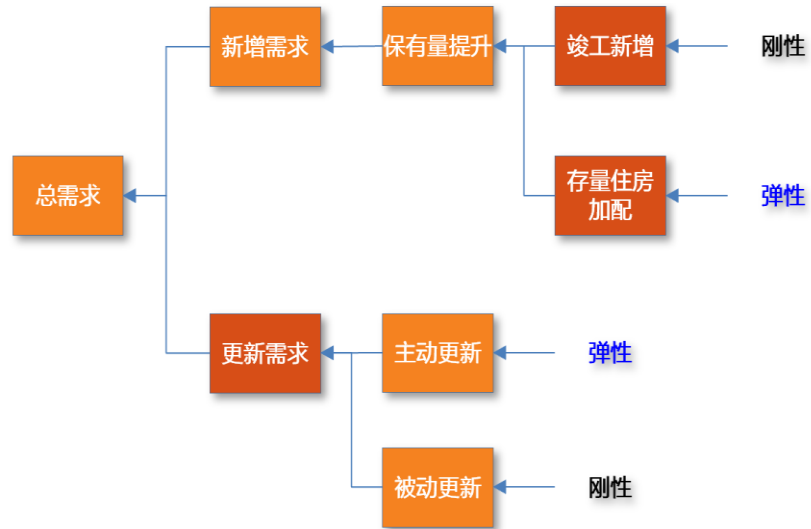 新增需求
保有量提升
竣工新增
刚性
总需求
存量住房
加配
弹性
更新需求
主动更新
弹性
被动更新
刚性